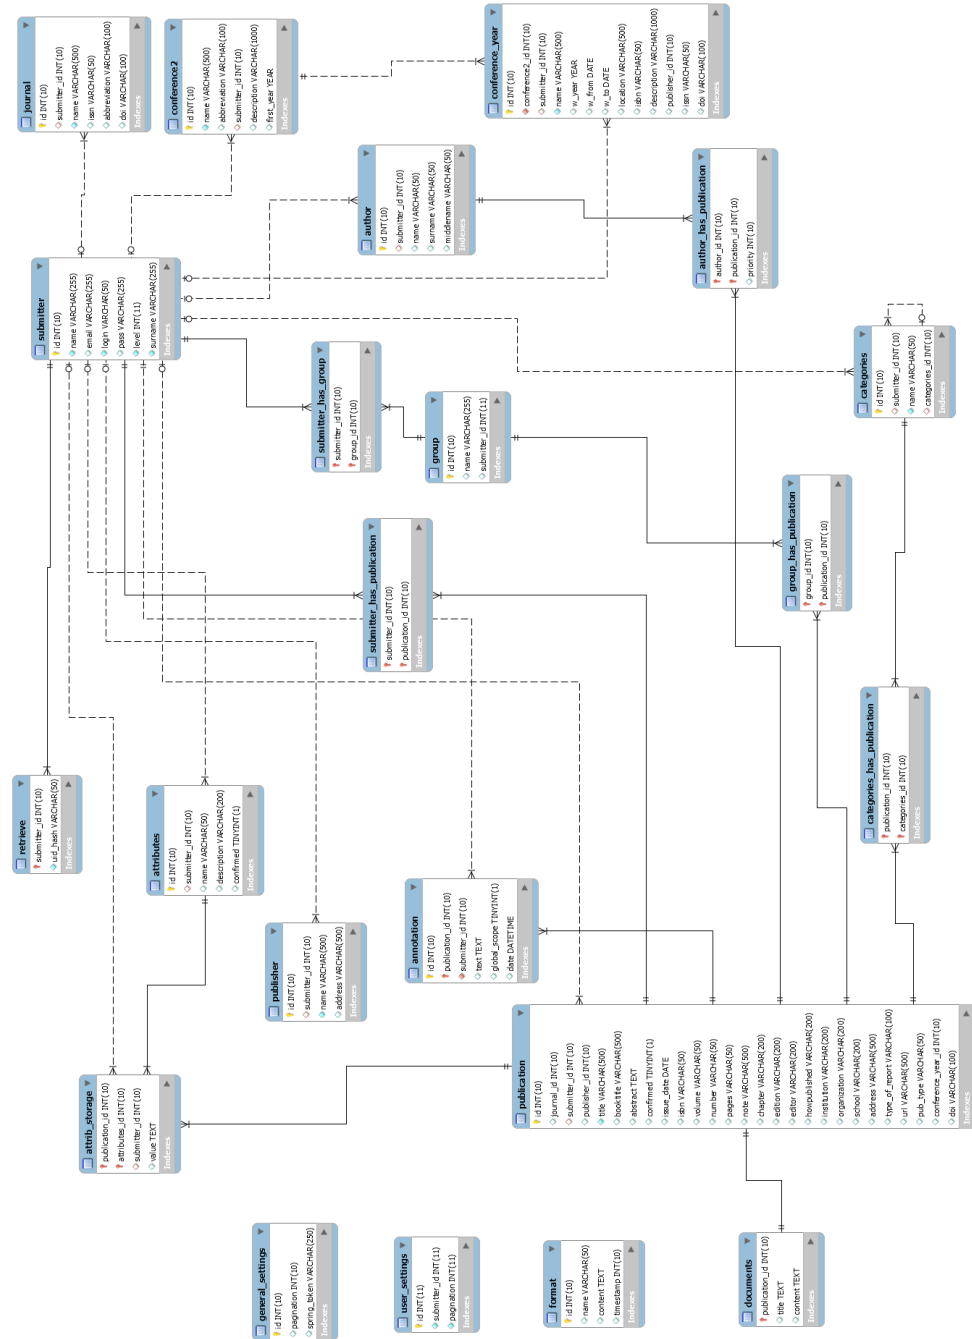 journal
id INT(10)
submitter_id INT(10)
name VARCHAR(500)
issn VARCHAR(50)
abbreviation VARCHAR(100)
doi VARCHAR(100)
Indexes
conference2
id INT(10)
name VARCHAR(500)
abbreviation VARCHAR(100)
submitter_id INT(10)
description VARCHAR(1000)
first_year YEAR
Indexes
conference_year
id INT(10)
conference2_id INT(10)
submitter_id INT(10)
name VARCHAR(500)
w_year YEAR
w_from DATE
w_to DATE
location VARCHAR(500)
isbn VARCHAR(50)
description VARCHAR(1000)
publisher_id INT(10)
issn VARCHAR(50)
doi VARCHAR(100)
Indexes
author
id INT(10)
submitter_id INT(10)
name VARCHAR(50)
surname VARCHAR(50)
middlename VARCHAR(50)
Indexes
author_has_publication
author_id INT(10)
publication_id INT(10)
priority INT(10)
Indexes
submitter
id INT(10)
name VARCHAR(255)
email VARCHAR(255)
login VARCHAR(50)
pass VARCHAR(255)
level INT(11)
surname VARCHAR(255)
Indexes
submitter_has_group
submitter_id INT(10)
group_id INT(10)
Indexes
group
id INT(10)
name VARCHAR(255)
submitter_id INT(11)
Indexes
categories
id INT(10)
submitter_id INT(10)
name VARCHAR(50)
categories_id INT(10)
Indexes
submitter_has_publication
submitter_id INT(10)
publication_id INT(10)
Indexes
group_has_publication
group_id INT(10)
publication_id INT(10)
Indexes
categories_has_publication
publication_id INT(10)
categories_id INT(10)
Indexes
retrieve
submitter_id INT(10)
uid_hash VARCHAR(50)
Indexes
attributes
id INT(10)
submitter_id INT(10)
name VARCHAR(50)
description VARCHAR(200)
confirmed TINYINT(1)
Indexes
publisher
id INT(10)
submitter_id INT(10)
name VARCHAR(500)
address VARCHAR(500)
Indexes
annotation
id INT(10)
publication_id INT(10)
submitter_id INT(10)
text TEXT
global_scope TINYINT(1)
date DATETIME
Indexes
attrib_storage
publication_id INT(10)
attributes_id INT(10)
submitter_id INT(10)
value TEXT
Indexes
publication
id INT(10)
journal_id INT(10)
submitter_id INT(10)
publisher_id INT(10)
title VARCHAR(500)
booktitle VARCHAR(500)
abstract TEXT
confirmed TINYINT(1)
issue_date DATE
isbn VARCHAR(50)
volume VARCHAR(50)
number VARCHAR(50)
pages VARCHAR(50)
note VARCHAR(500)
chapter VARCHAR(200)
edition VARCHAR(200)
editor VARCHAR(200)
howpublished VARCHAR(200)
institution VARCHAR(200)
organization VARCHAR(200)
school VARCHAR(200)
address VARCHAR(500)
type_of_report VARCHAR(100)
url VARCHAR(500)
pub_type VARCHAR(50)
conference_year_id INT(10)
doi VARCHAR(100)
Indexes
general_settings
id INT(10)
pagination INT(10)
spring_token VARCHAR(250)
Indexes
user_settings
id INT(11)
submitter_id INT(11)
pagination INT(11)
Indexes
format
id INT(10)
name VARCHAR(50)
content TEXT
timestamp INT(10)
Indexes
documents
publication_id INT(10)
title TEXT
content TEXT
Indexes